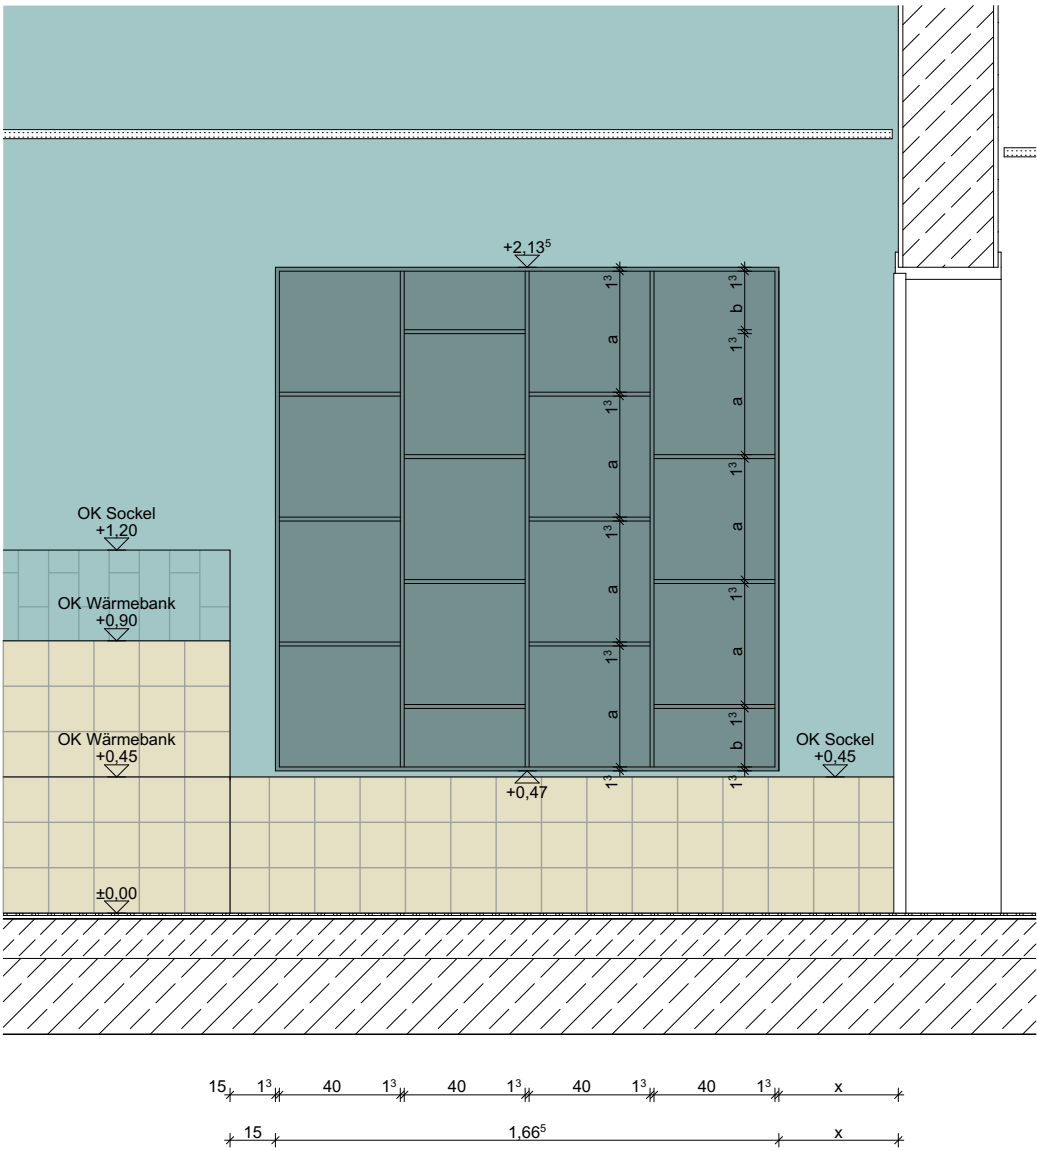 +2,13⁵
1³
1³
b
a
1³
1³
a
1³
1³
a
a
OK Sockel
+1,20
1³
1³
OK Wärmebank
+0,90
a
a
1³
1³
OK Wärmebank
+0,45
a
b
OK Sockel
+0,45
+0,47
1³
1³
±0,00
15 1³ 40 1³ 40 1³ 40 1³ 40 1³ x
15 1,66⁵ x